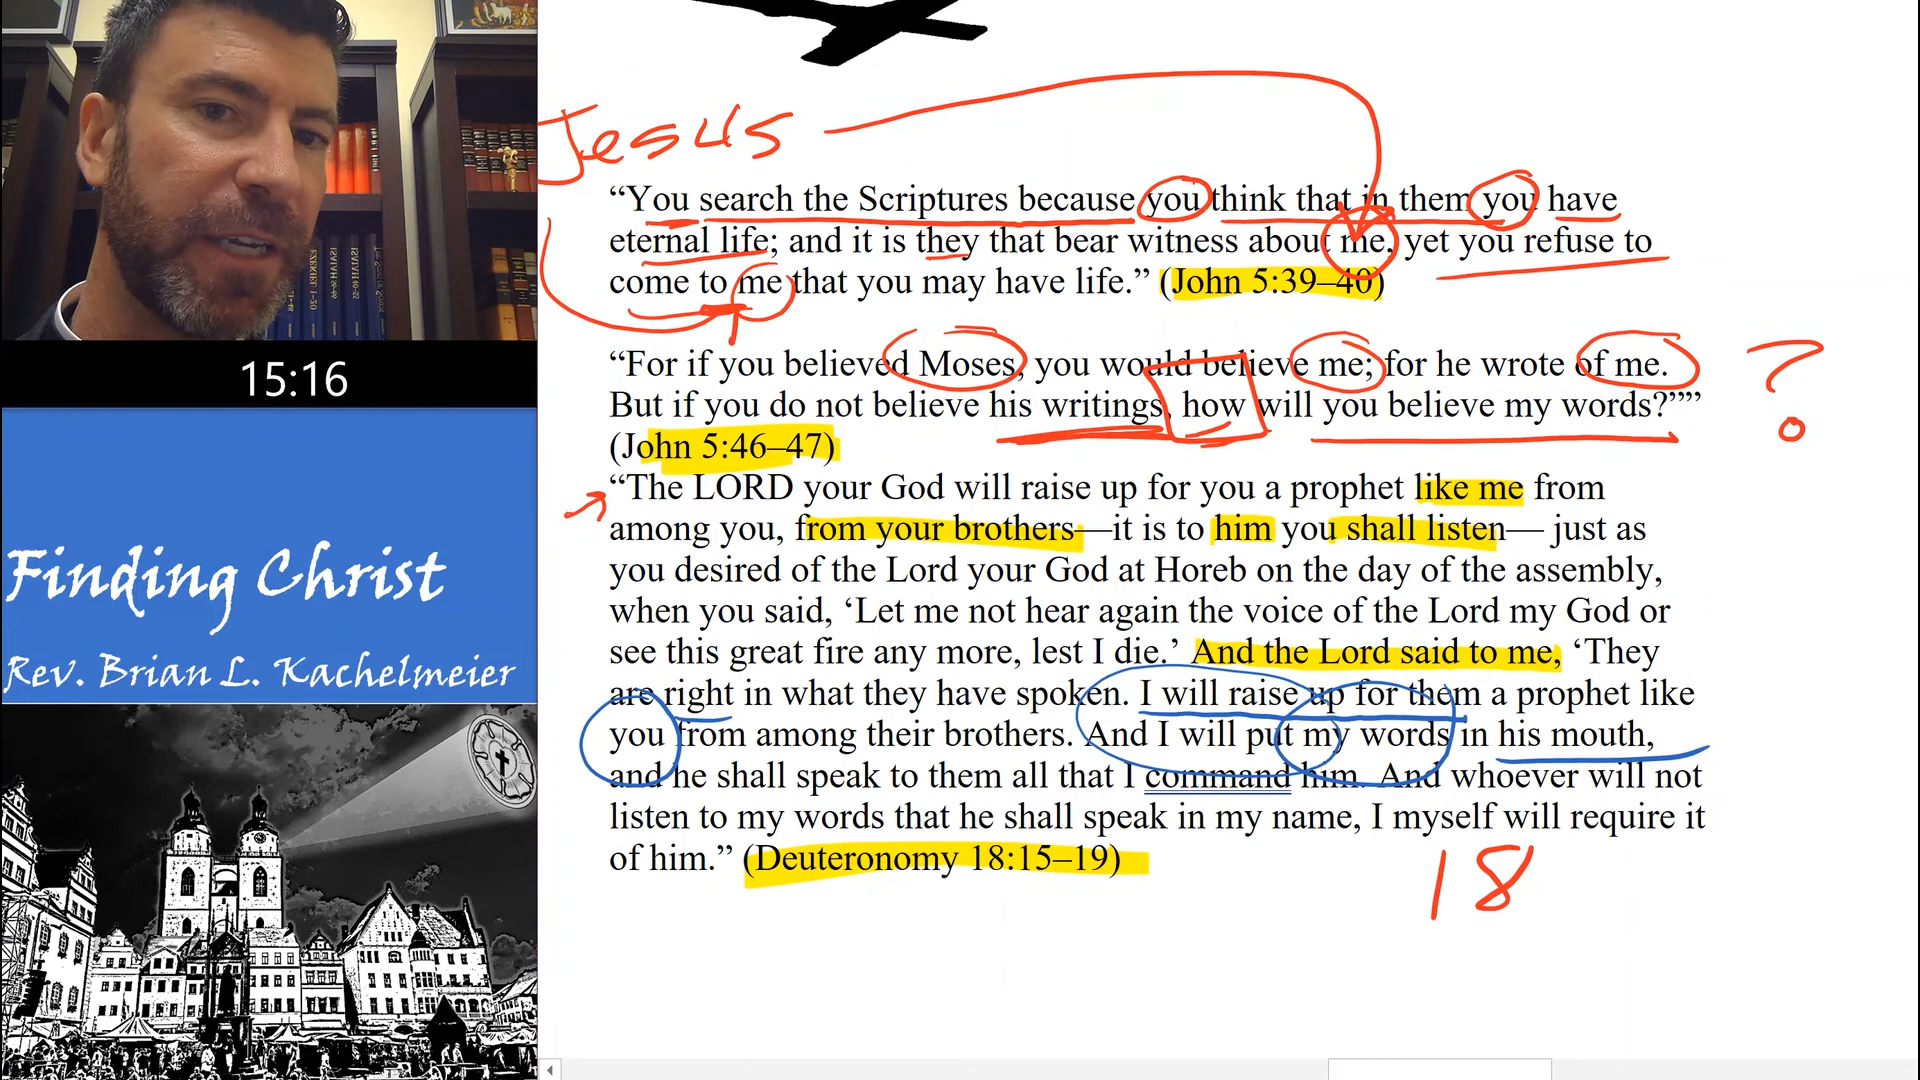 Jesus
“You search the Scriptures because you think that in them you have
eternal life; and it is they that bear witness about me, yet you refuse to
come to me that you may have life.” (John 5:39–40)
“For if you believed Moses, you would believe me; for he wrote of me.
But if you do not believe his writings, how will you believe my words?””
?
(John 5:46–47)
“The LORD your God will raise up for you a prophet like me from
among you, from your brothers—it is to him you shall listen— just as
you desired of the Lord your God at Horeb on the day of the assembly,
when you said, ‘Let me not hear again the voice of the Lord my God or
see this great fire any more, lest I die.’ And the Lord said to me, ‘They
are right in what they have spoken. I will raise up for them a prophet like
you from among their brothers. And I will put my words in his mouth,
and he shall speak to them all that I command him. And whoever will not
listen to my words that he shall speak in my name, I myself will require it
of him.” (Deuteronomy 18:15–19)
18
15:16
Finding Christ
Rev. Brian L. Kachelmeier